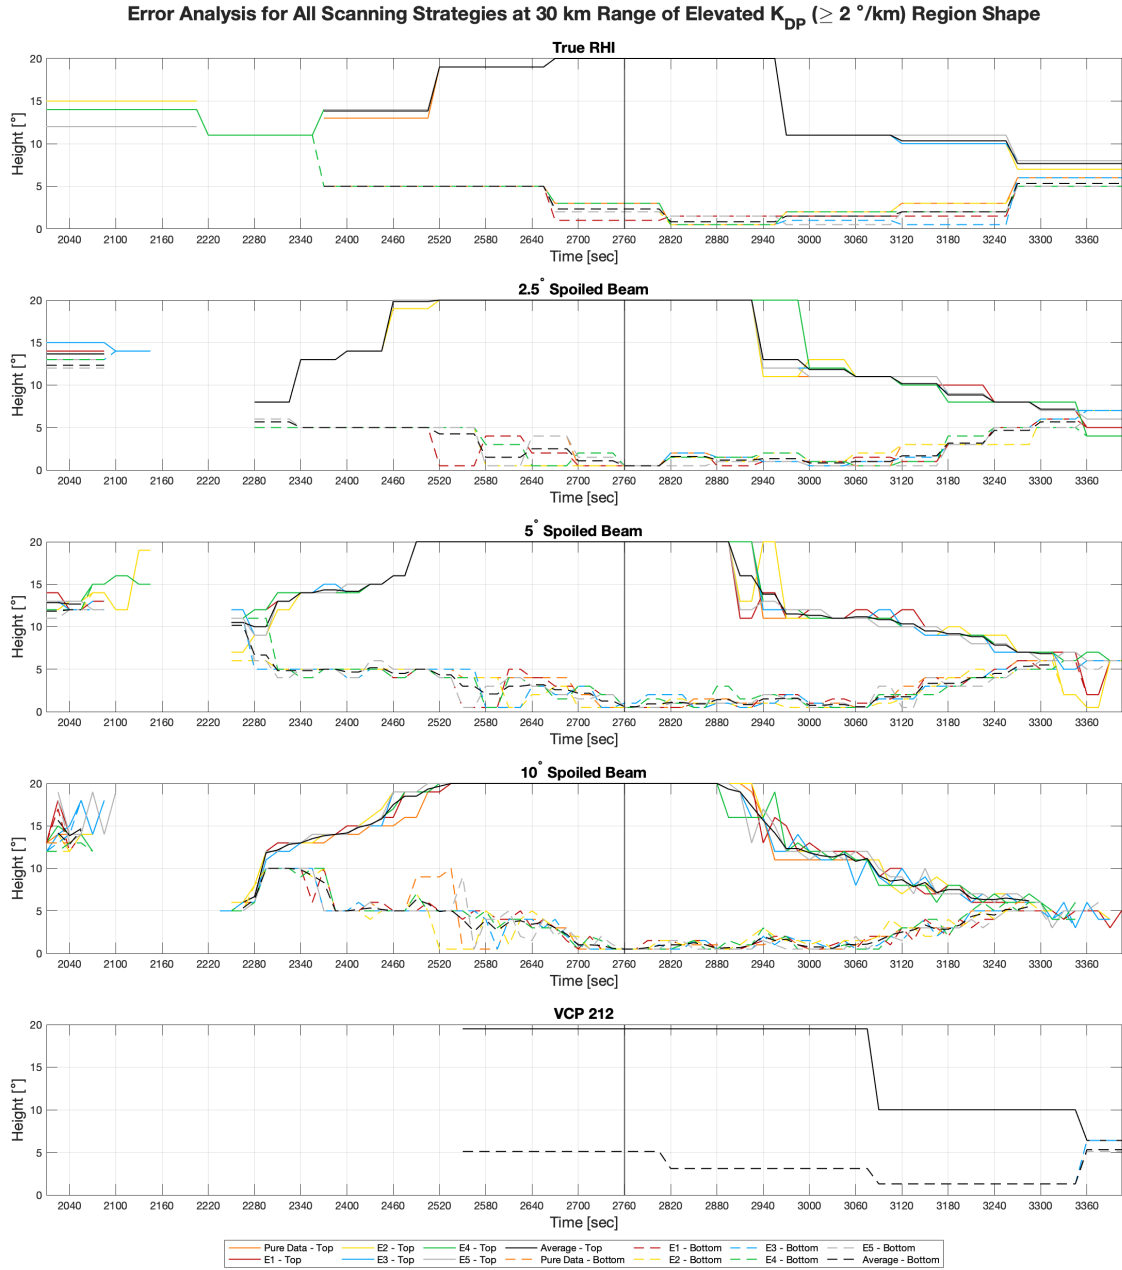 Error Analysis for All Scanning Strategies at 30 km Range of Elevated K_DP (≥ 2 °/km) Region Shape
True RHI
20
15
10
5
0
Height [°]
2040 2100 2160 2220 2280 2340 2400 2460 2520 2580 2640 2700 2760 2820 2880 2940 3000 3060 3120 3180 3240 3300 3360
Time [sec]
2.5° Spoiled Beam
20
15
10
5
0
Height [°]
2040 2100 2160 2220 2280 2340 2400 2460 2520 2580 2640 2700 2760 2820 2880 2940 3000 3060 3120 3180 3240 3300 3360
Time [sec]
5° Spoiled Beam
20
15
10
5
0
Height [°]
2040 2100 2160 2220 2280 2340 2400 2460 2520 2580 2640 2700 2760 2820 2880 2940 3000 3060 3120 3180 3240 3300 3360
Time [sec]
10° Spoiled Beam
20
15
10
5
0
Height [°]
2040 2100 2160 2220 2280 2340 2400 2460 2520 2580 2640 2700 2760 2820 2880 2940 3000 3060 3120 3180 3240 3300 3360
Time [sec]
VCP 212
20
15
10
5
0
Height [°]
2040 2100 2160 2220 2280 2340 2400 2460 2520 2580 2640 2700 2760 2820 2880 2940 3000 3060 3120 3180 3240 3300 3360
Time [sec]
Pure Data - Top E2 - Top E4 - Top Average - Top E1 - Bottom E3 - Bottom E5 - Bottom
E1 - Top E3 - Top E5 - Top Pure Data - Bottom E2 - Bottom E4 - Bottom Average - Bottom